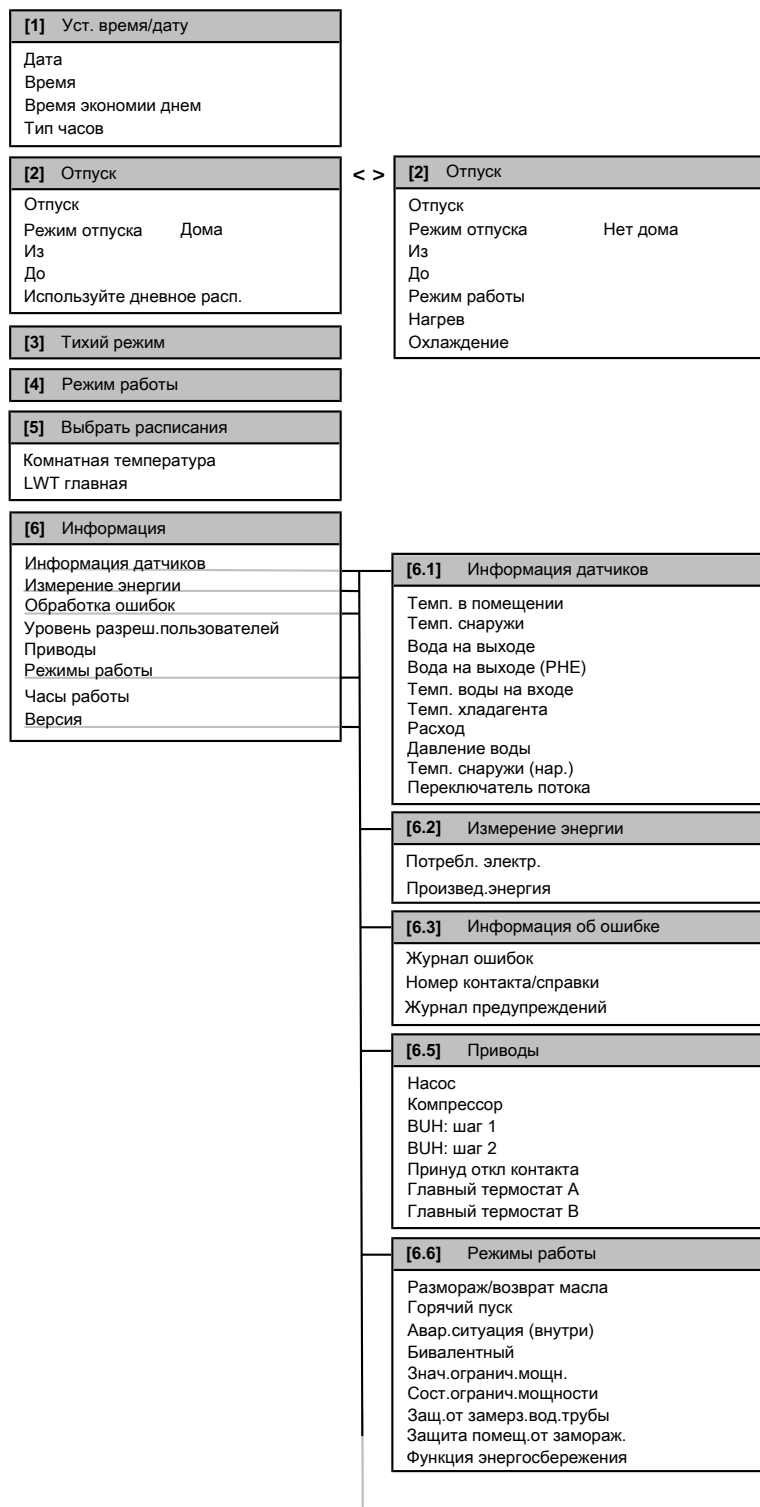 [1] Уст. время/дату
Дата
Время
Время экономии днем
Тип часов
[2] Отпуск
Отпуск
Режим отпуска Дома
Из
До
Используйте дневное расп.
< >
[2] Отпуск
Отпуск
Режим отпуска Нет дома
Из
До
Режим работы
Нагрев
Охлаждение
[3] Тихий режим
[4] Режим работы
[5] Выбрать расписания
Комнатная температура
LWT главная
[6] Информация
Информация датчиков
Измерение энергии
Обработка ошибок
Уровень разреш.пользователей
Приводы
Режимы работы
Часы работы
Версия
[6.1] Информация датчиков
Темп. в помещении
Темп. снаружи
Вода на выходе
Вода на выходе (PHE)
Темп. воды на входе
Темп. хладагента
Расход
Давление воды
Темп. снаружи (нар.)
Переключатель потока
[6.2] Измерение энергии
Потребл. электр.
Произвед.энергия
[6.3] Информация об ошибке
Журнал ошибок
Номер контакта/справки
Журнал предупреждений
[6.5] Приводы
Насос
Компрессор
BUH: шаг 1
BUH: шаг 2
Принуд откл контакта
Главный термостат A
Главный термостат B
[6.6] Режимы работы
Размораж/возврат масла
Горячий пуск
Авар.ситуация (внутри)
Бивалентный
Знач.огранич.мощн.
Сост.огранич.мощности
Защ.от замерз.вод.трубы
Защита помещ.от замораж.
Функция энергосбережения